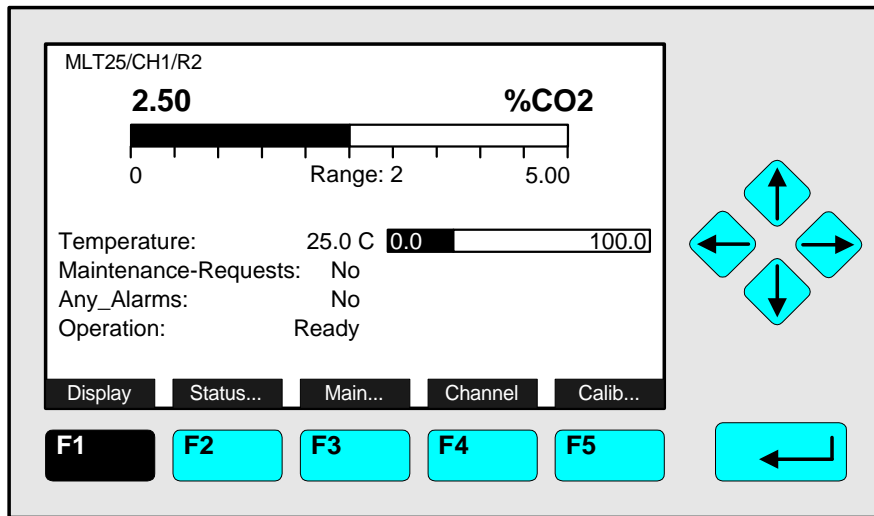 MLT25/CH1/R2
2.50 %CO2
0 Range: 2 5.00
Temperature: 25.0 C 0.0 100.0
Maintenance-Requests: No
Any_Alarms: No
Operation: Ready
Display Status... Main... Channel Calib...
F1 F2 F3 F4 F5